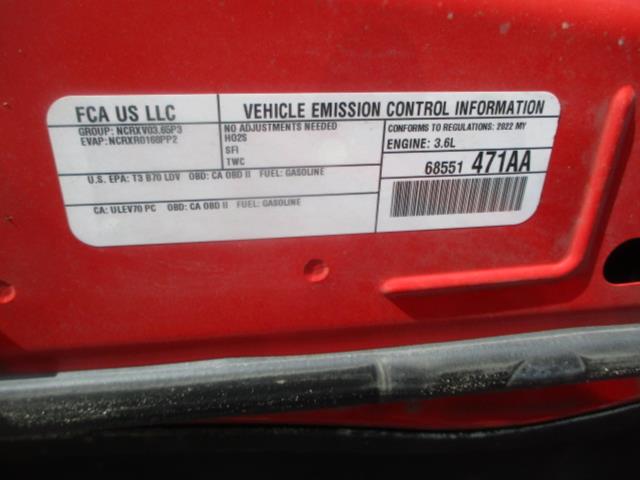 FCA US LLC
GROUP: NCRXV03.65P3
EVAP: NCRXR0160PP2
VEHICLE EMISSION CONTROL INFORMATION
NO ADJUSTMENTS NEEDED
HO2S
SFI
TWC
CONFORMS TO REGULATIONS: 2022 MY
ENGINE: 3.6L
68551 471AA
U.S. EPA: T3 B70 LDV OBD: CA OBD II FUEL: GASOLINE
CA: ULEV70 PC OBD: CA OBD II FUEL: GASOLINE